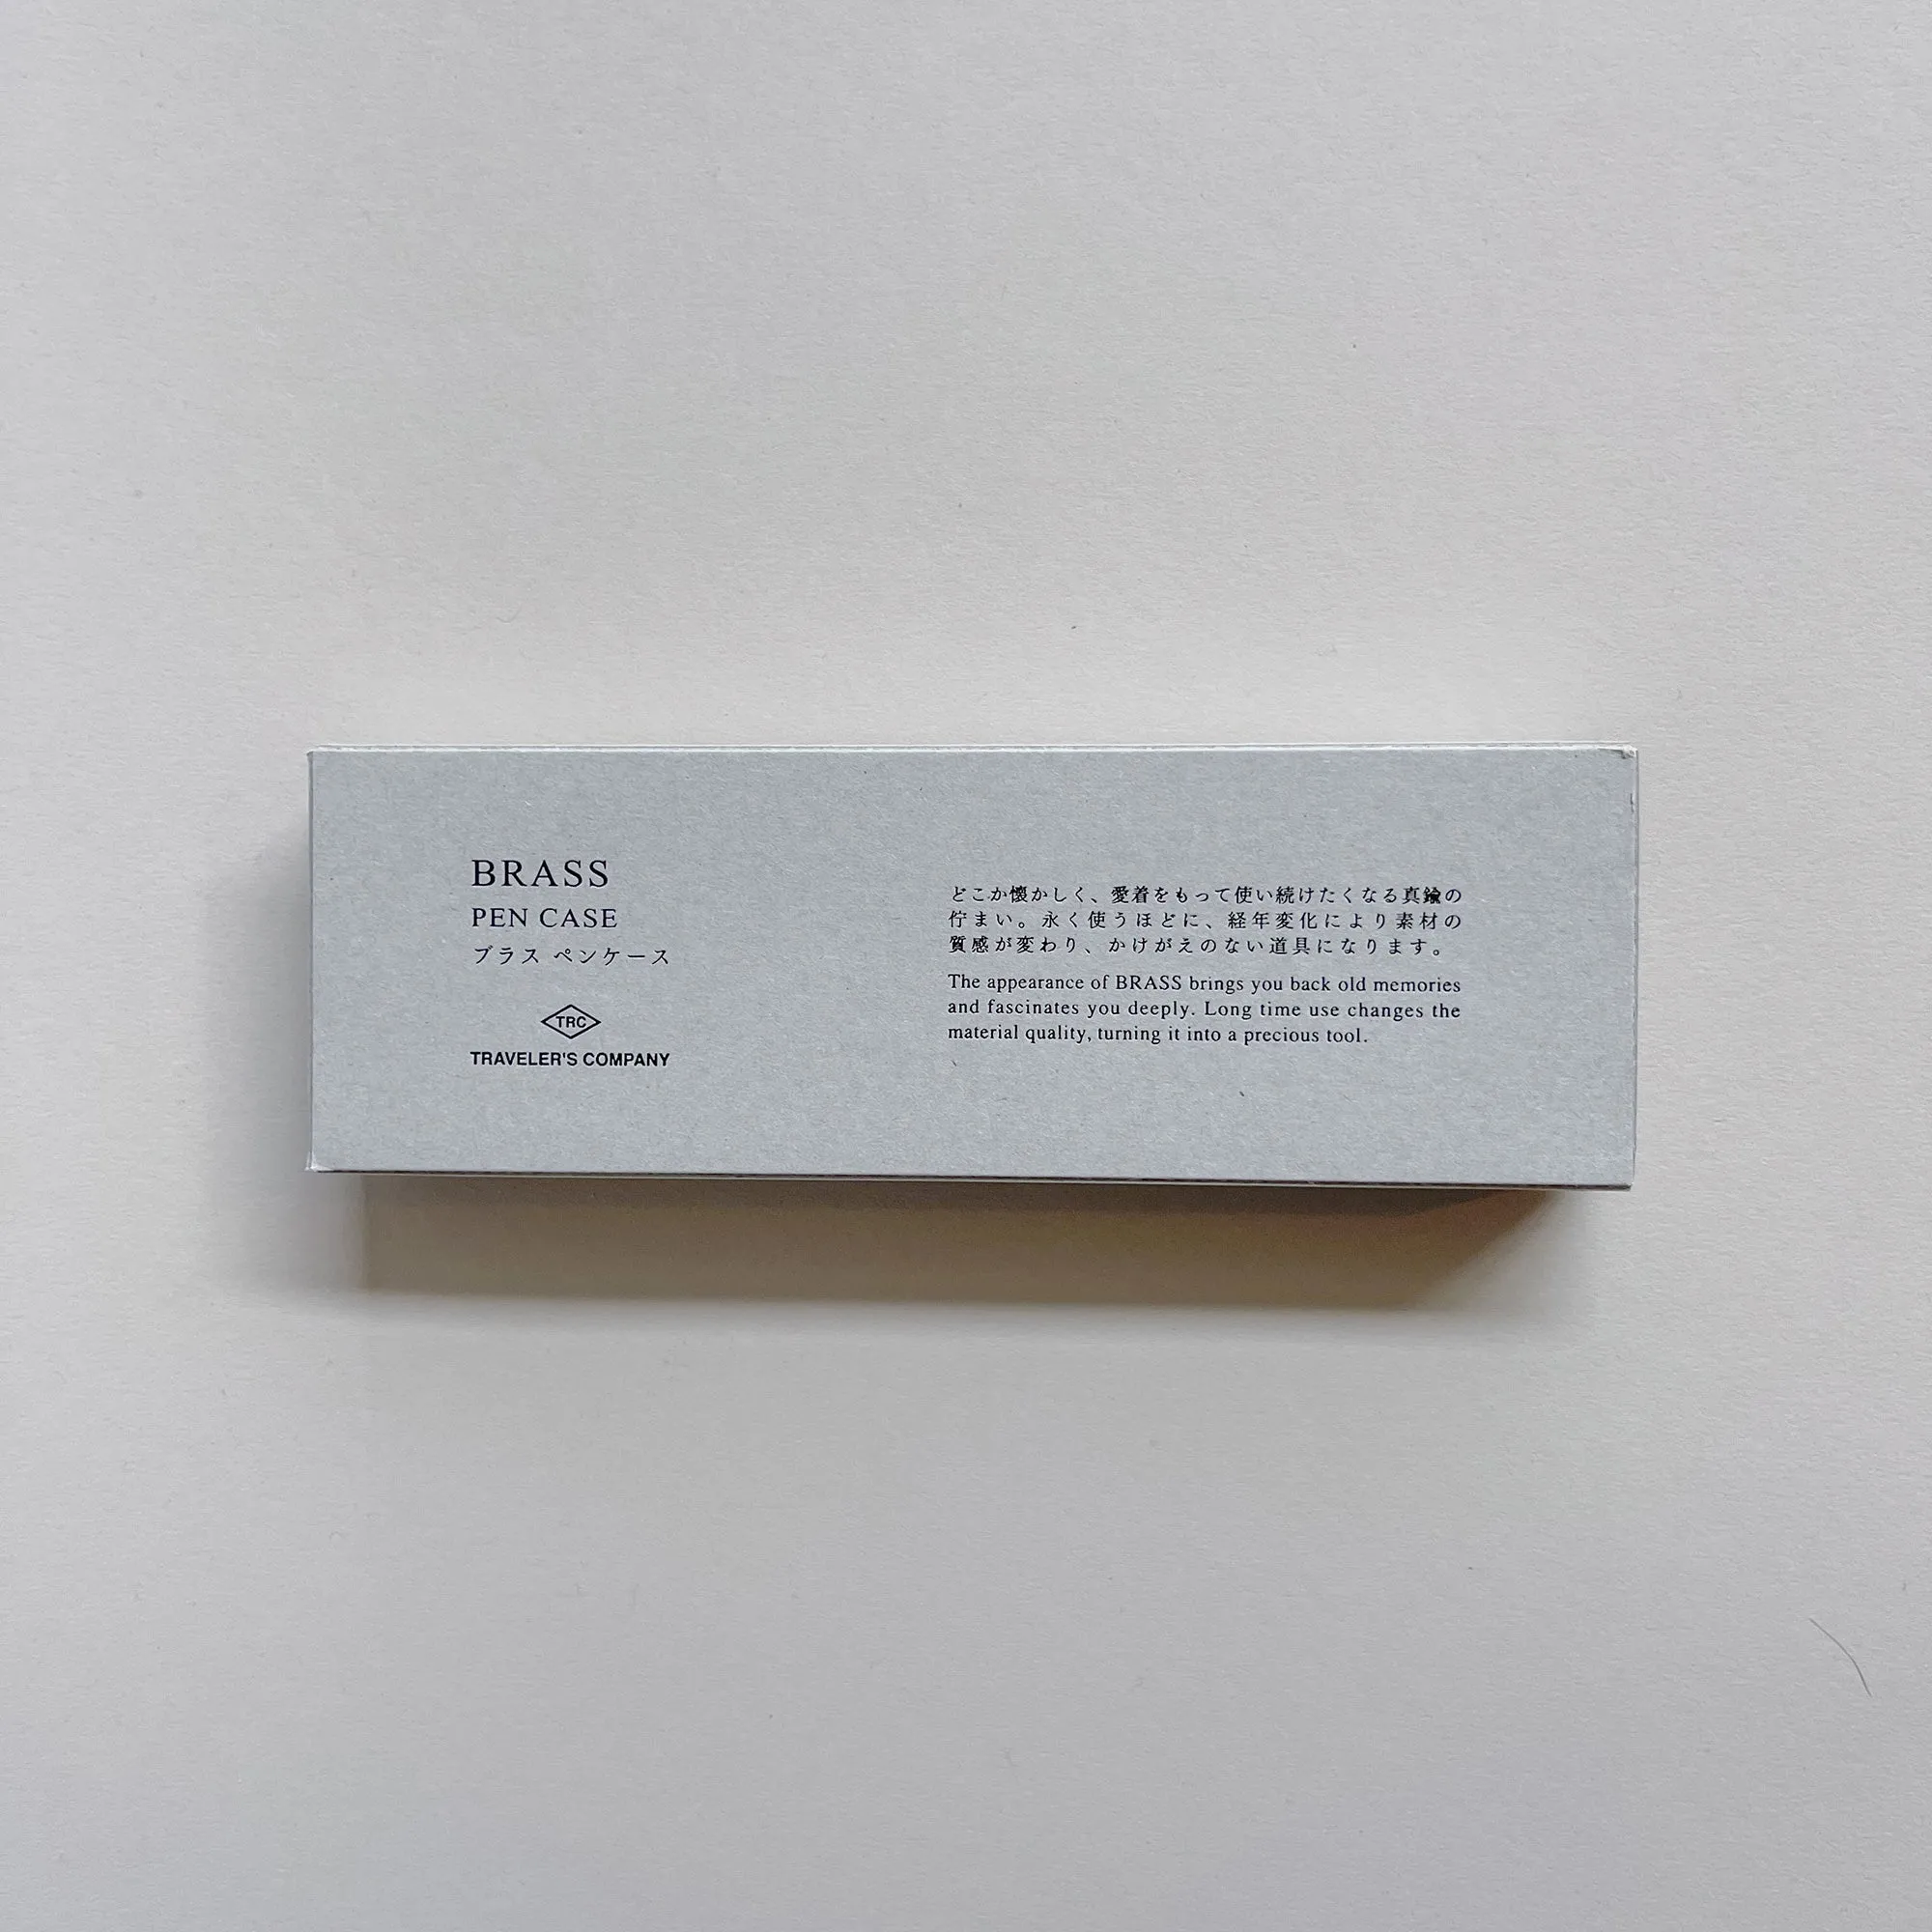 BRASS
PEN CASE
ブラス ペンケース
TRC
TRAVELER'S COMPANY
どこか懐かしく、愛着をもって使い続けたくなる真鍮の
佇まい。永く使うほどに、経年変化により素材の
質感が変わり、かけがえのない道具になります。
The appearance of BRASS brings you back old memories
and fascinates you deeply. Long time use changes the
material quality, turning it into a precious tool.